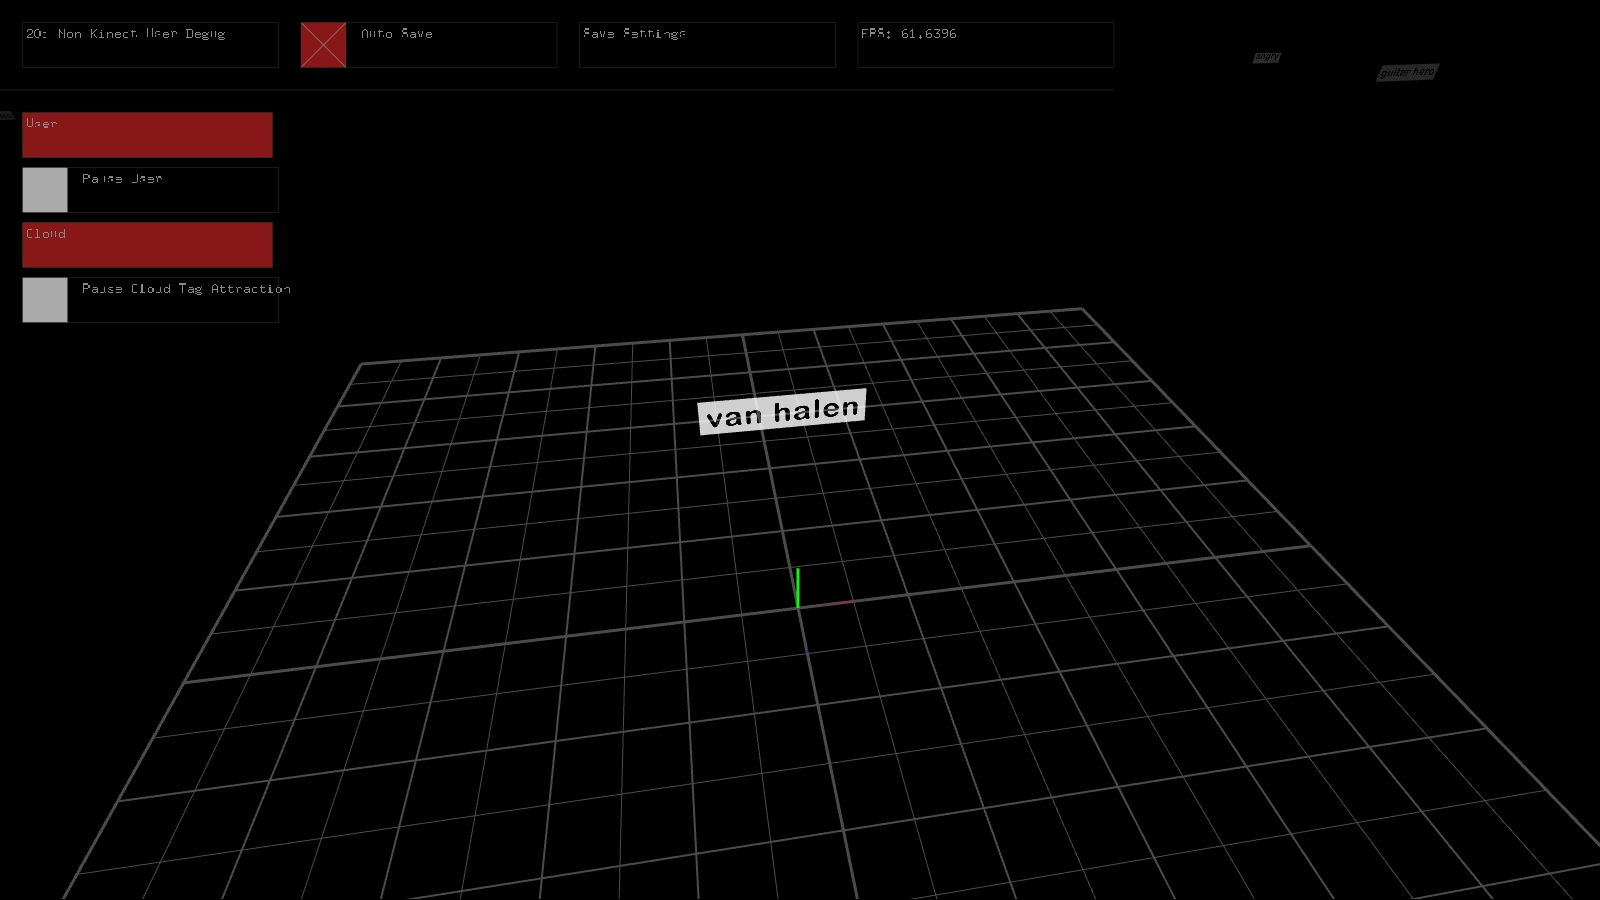 20: Non Kinect User Degug
Auto Save
Save Settings
FPS: 61.6396
angry
guitar hero
User
Pause User
Cloud
Pause Cloud Tag Attraction
van halen